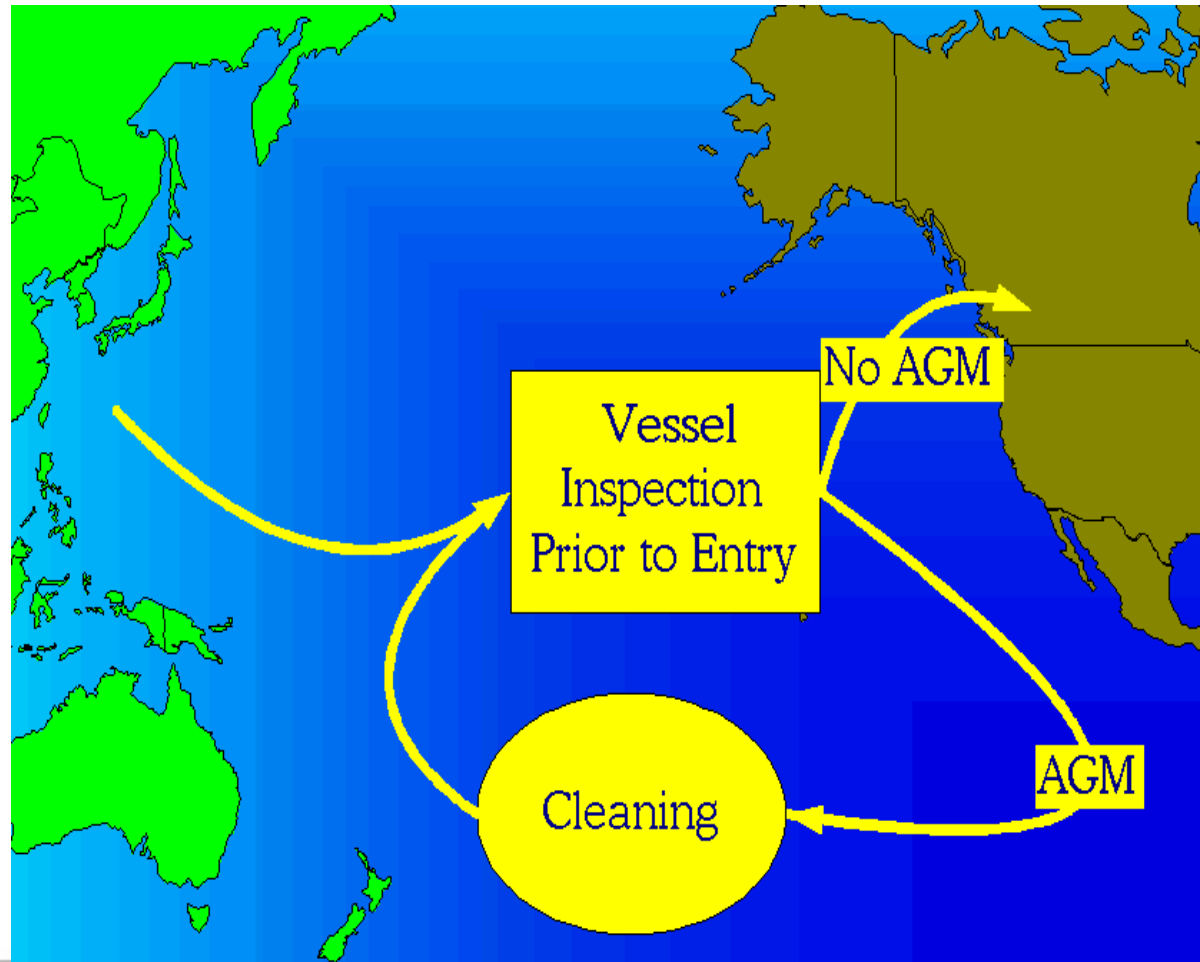 No AGM
Vessel
Inspection
Prior to Entry
AGM
Cleaning